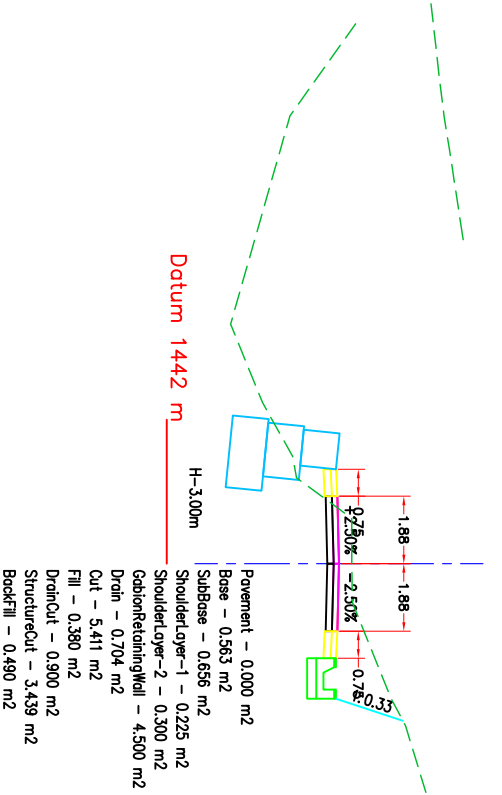 1.88
1.88
0.75
+2.50%
-2.50%
0.75
0.33
Datum 1442 m
H-3.00m
Pavement - 0.000 m2
Base - 0.563 m2
SubBase - 0.656 m2
ShoulderLayer-1 - 0.225 m2
ShoulderLayer-2 - 0.300 m2
GabionRetainingWall - 4.500 m2
Drain - 0.704 m2
Cut - 5.411 m2
Fill - 0.380 m2
DrainCut - 0.900 m2
StructureCut - 3.439 m2
BackFill - 0.490 m2